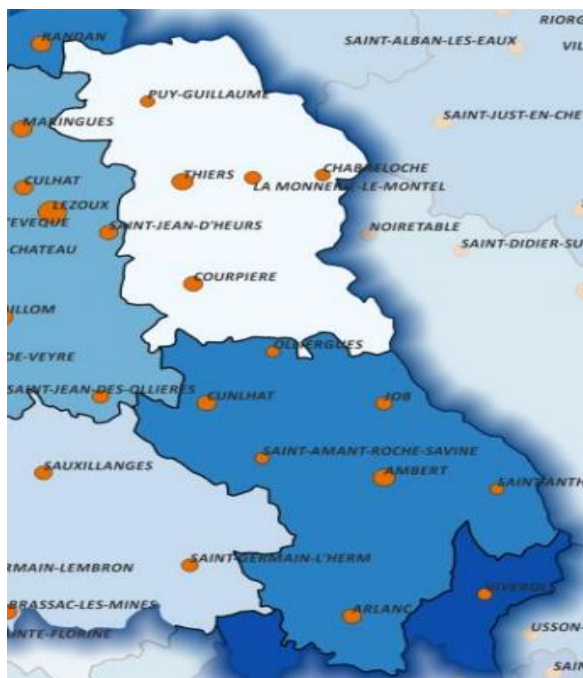 RIORG
RANDAN
SAINT-ALBAN-LES-EAUX
VIL
PUY-GUILLAUME
MARINGUES
SAINT-JUST-EN-CHE
THIERS
CHABRELOCHE
CULHAT
LA MONNERIE-LE-MONTEL
LEZOUX
TEVEQUE
SAINT-JEAN-D'HEURS
NOIRETABLE
-CHATEAU
SAINT-DIDIER-SU
COURPIERE
ILLOM
OLLIERGUES
DE-VEYRE
SAINT-JEAN-DES-OLLIERES
CUNLHAT
JOB
SAINT-AMANT-ROCHE-SAVINE
SAUXILLANGES
AMBERT
SAINT-ANTH
SAINT-GERMAIN-L'HERM
RMAIN-LEMBRON
VIVEROLS
BRASSAC-LES-MINES
ARLANC
USSON-
INTE-FLORINE
SAIN